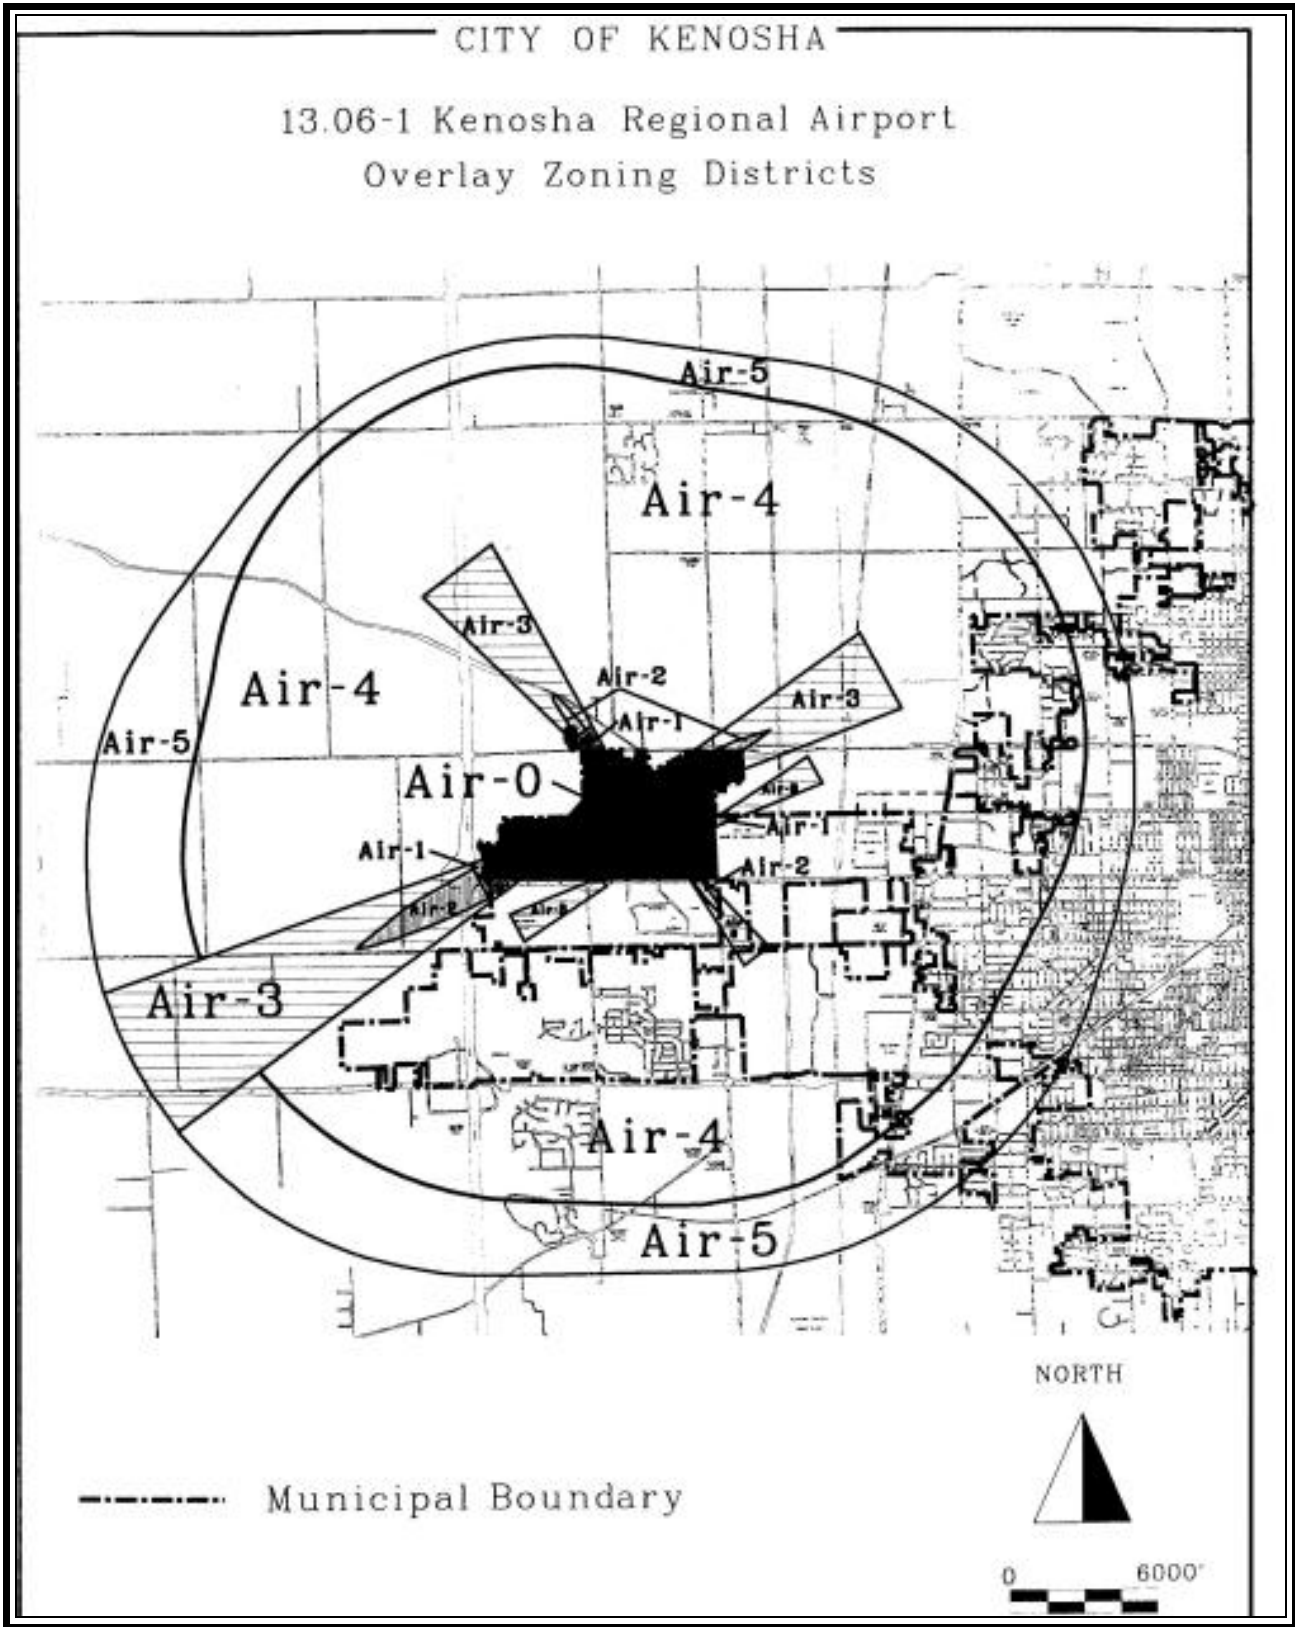 CITY OF KENOSHA
13.06-1 Kenosha Regional Airport
Overlay Zoning Districts
Air-5
Air-4
Air-3
Air-2
Air-4
Air-3
Air-1
Air-5
Air-0
Air-1
Air-1
Air-2
Air-3
Air-4
Air-5
NORTH
Municipal Boundary
0 6000'